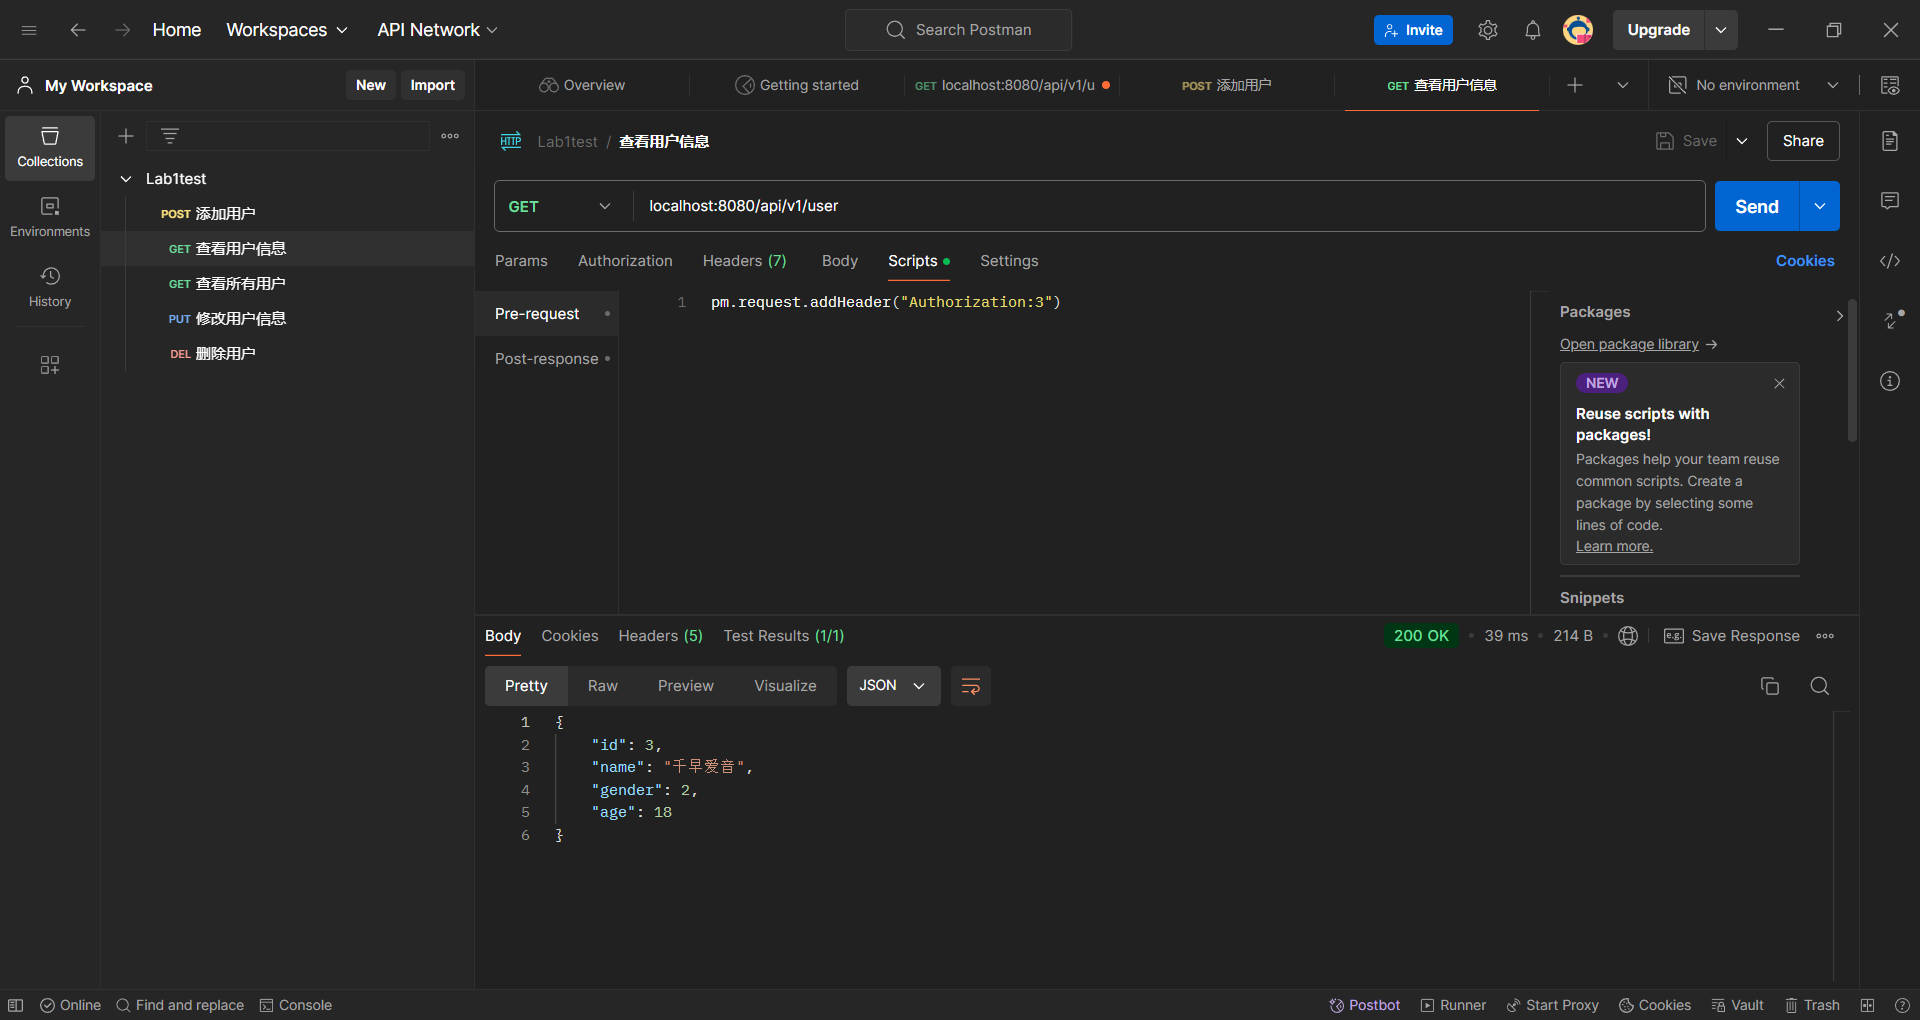 Home Workspaces API Network Search Postman Invite Upgrade
My Workspace New Import Overview Getting started GET localhost:8080/api/v1/u POST 添加用户 GET 查看用户信息 No environment
Collections
Environments
History
Lab1test
POST 添加用户
GET 查看用户信息
GET 查看所有用户
PUT 修改用户信息
DEL 删除用户
HTTP Lab1test / 查看用户信息 Save Share
GET localhost:8080/api/v1/user Send
Params Authorization Headers (7) Body Scripts Settings Cookies
Pre-request
Post-response
1 pm.request.addHeader("Authorization:3")
Packages
Open package library →
NEW
Reuse scripts with
packages!
Packages help your team reuse
common scripts. Create a
package by selecting some
lines of code.
Learn more.
Snippets
Body Cookies Headers (5) Test Results (1/1) 200 OK 39 ms 214 B e.g. Save Response
Pretty Raw Preview Visualize JSON
1 {
2 "id": 3,
3 "name": "千早爱音",
4 "gender": 2,
5 "age": 18
6 }
Online Find and replace Console Postbot Runner Start Proxy Cookies Vault Trash